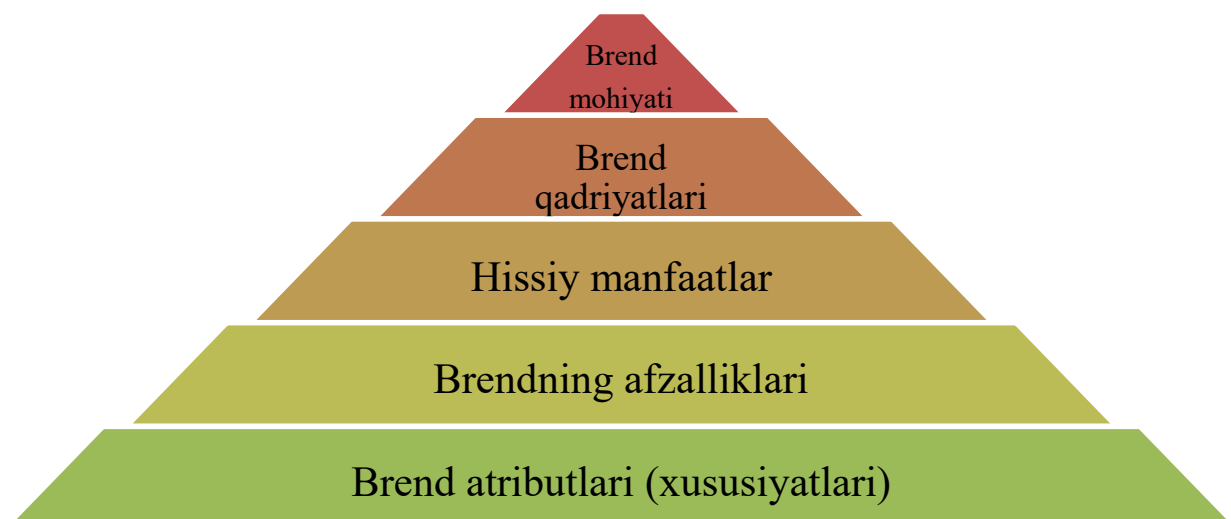 Brend
mohiyati
Brend
qadriyatlari
Hissiy manfaatlar
Brendning afzalliklari
Brend atributlari (xususiyatlari)